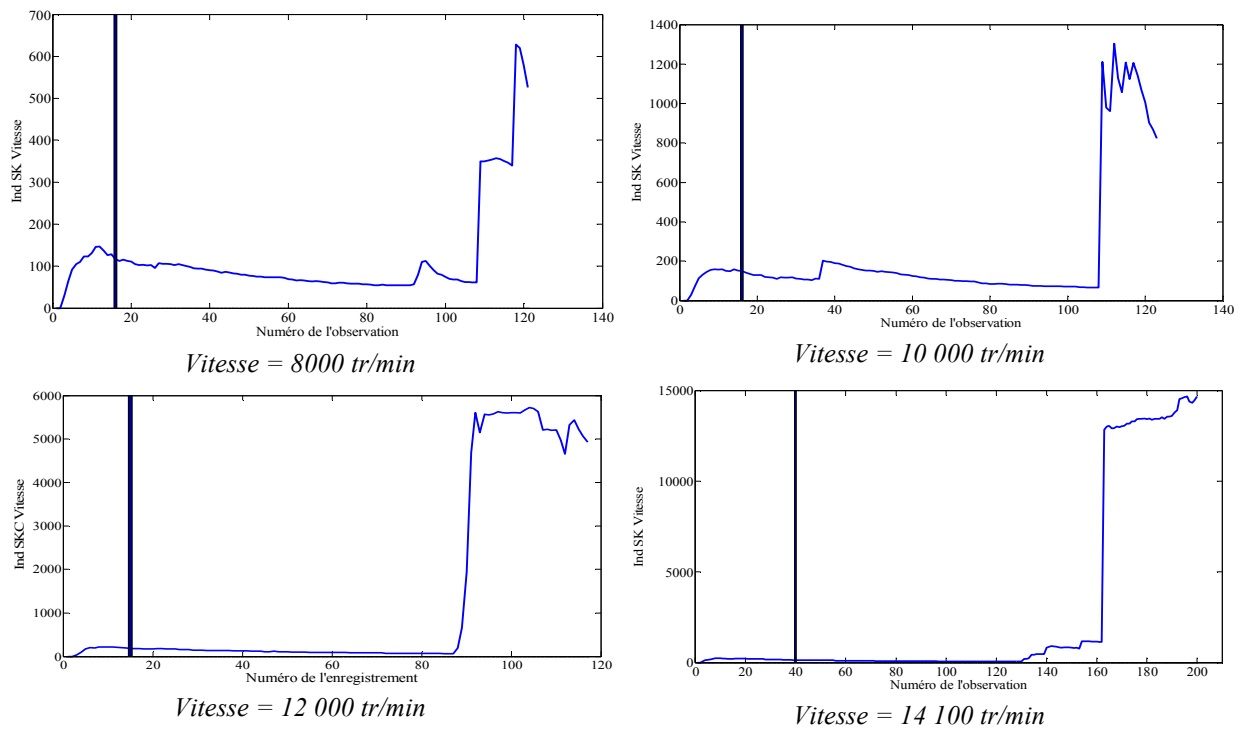 700
600
500
400
300
200
100
0
Ind SK Vitesse
0 20 40 60 80 100 120 140
Numéro de l'observation
Vitesse = 8000 tr/min
1400
1200
1000
800
600
400
200
0
Ind SK Vitesse
0 20 40 60 80 100 120 140
Numéro de l'observation
Vitesse = 10 000 tr/min
6000
5000
4000
3000
2000
1000
0
Ind SKC Vitesse
0 20 40 60 80 100 120
Numéro de l'enregistrement
Vitesse = 12 000 tr/min
15000
10000
5000
0
Ind SK Vitesse
0 20 40 60 80 100 120 140 160 180 200
Numéro de l'observation
Vitesse = 14 100 tr/min